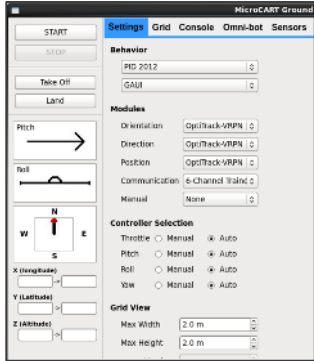 MicroCART Ground
START
STOP
Take Off
Land
Pitch
Roll
N
W E
S
X (longitude)
->
Y (Latitude)
->
Z (Altitude)
->
Settings Grid Console Omni-bot Sensors
Behavior
PID 2012
GAUI
Modules
Orientation OptiTrack-VRPN
Direction OptiTrack-VRPN
Position OptiTrack-VRPN
Communication 6-Channel Traine
Manual None
Controller Selection
Throttle Manual Auto
Pitch Manual Auto
Roll Manual Auto
Yaw Manual Auto
Grid View
Max Width 2.0 m
Max Height 2.0 m